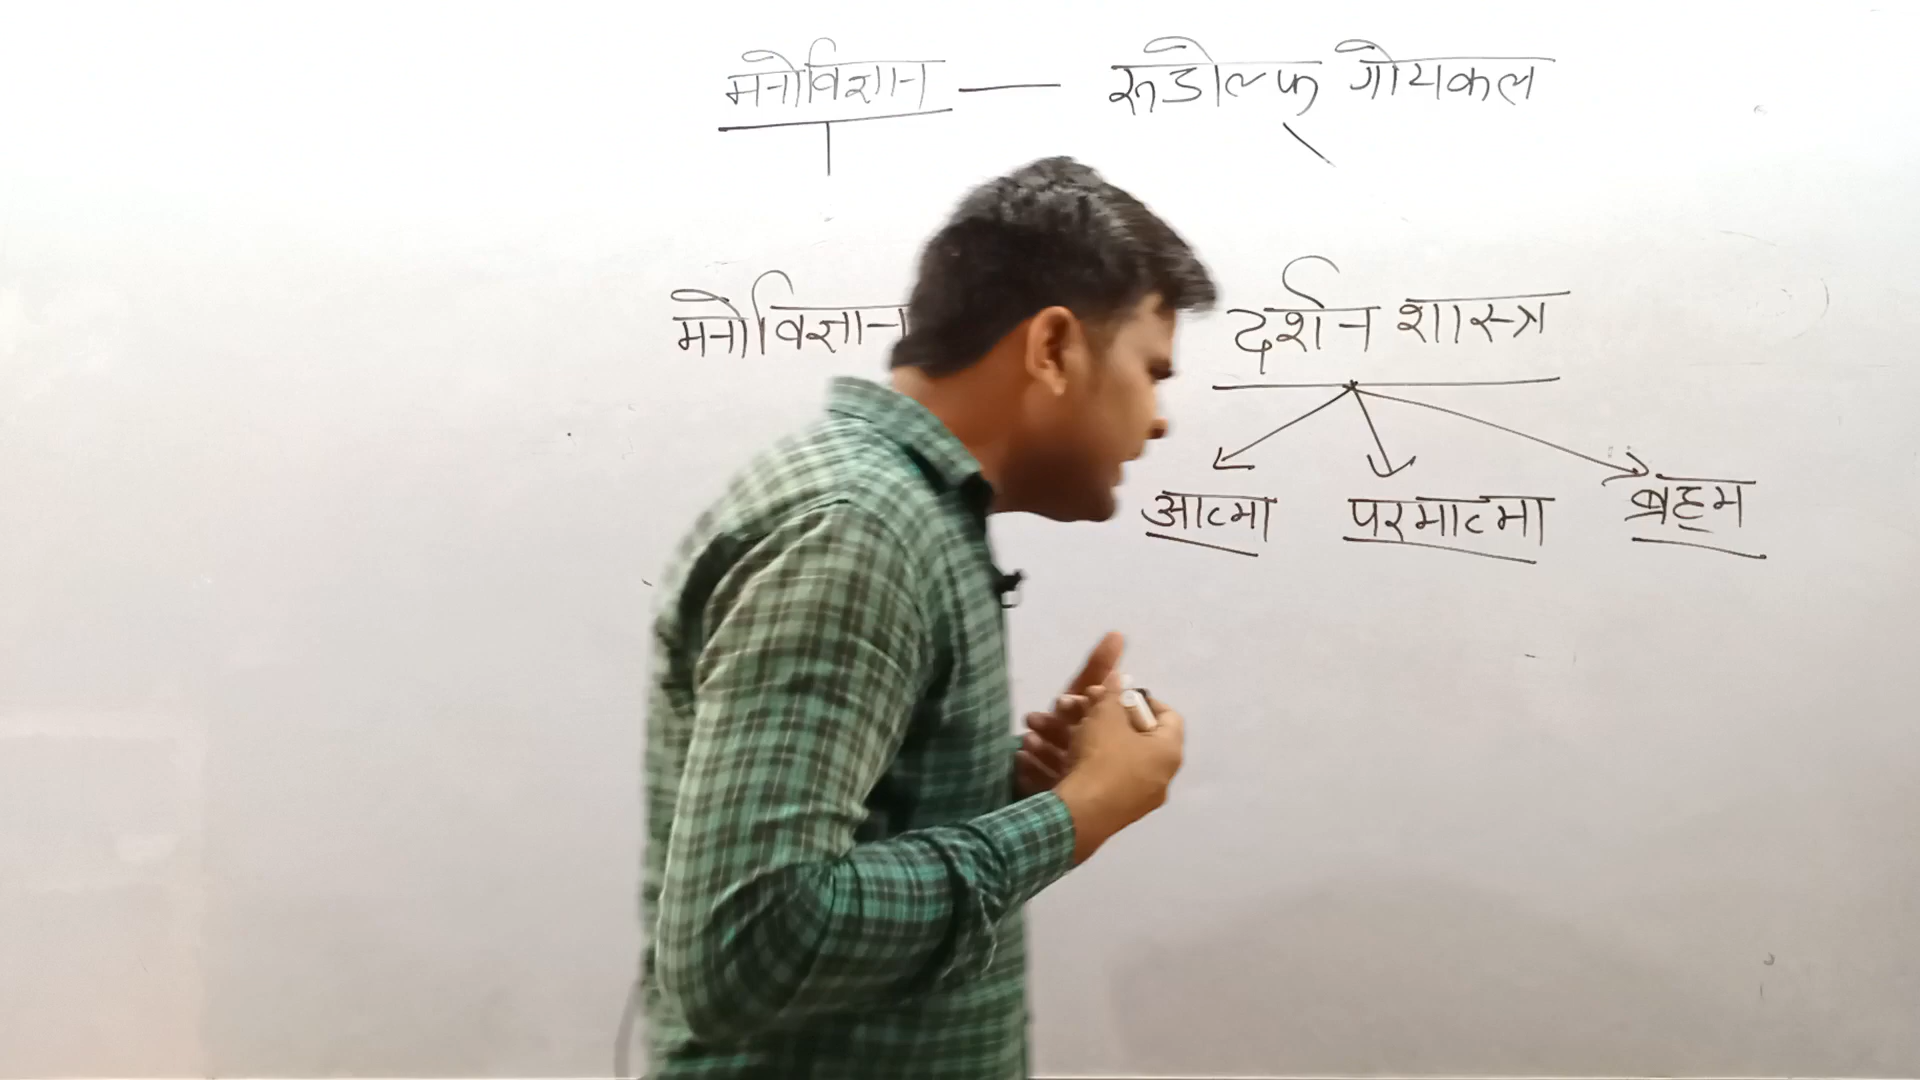 मनोविज्ञान — रूडोल्फ गोयकल
मनोविज्ञान दर्शन शास्त्र
आत्मा परमात्मा ब्रह्म